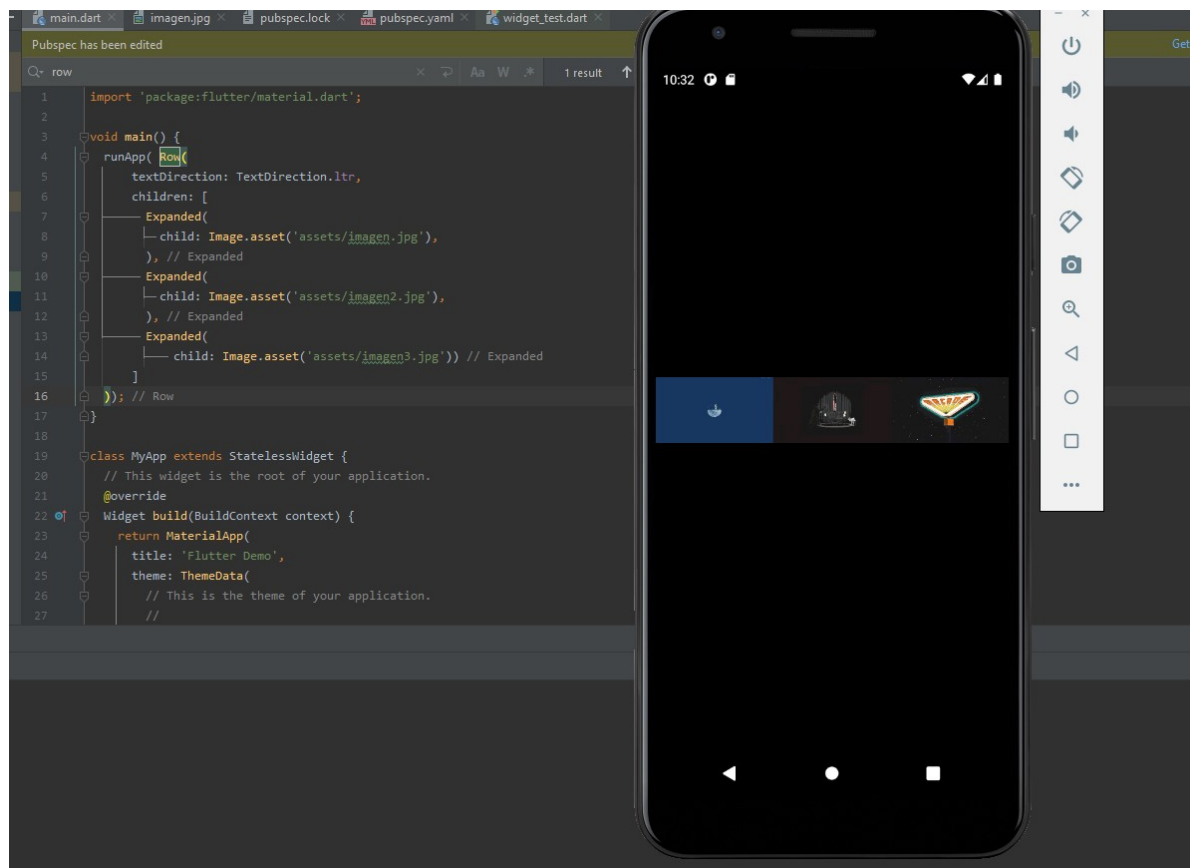 main.dart imagen.jpg pubspec.lock pubspec.yaml widget_test.dart
Pubspec has been edited
Get
row Aa W .* 1 result
1 import 'package:flutter/material.dart';
2
3 void main() {
4 runApp( Row(
5 textDirection: TextDirection.ltr,
6 children: [
7 Expanded(
8 child: Image.asset('assets/imagen.jpg'),
9 ), // Expanded
10 Expanded(
11 child: Image.asset('assets/imagen2.jpg'),
12 ), // Expanded
13 Expanded(
14 child: Image.asset('assets/imagen3.jpg')) // Expanded
15 ]
16 )); // Row
17 }
18
19 class MyApp extends StatelessWidget {
20 // This widget is the root of your application.
21 @override
22 Widget build(BuildContext context) {
23 return MaterialApp(
24 title: 'Flutter Demo',
25 theme: ThemeData(
26 // This is the theme of your application.
27 //
10:32
ARCADE